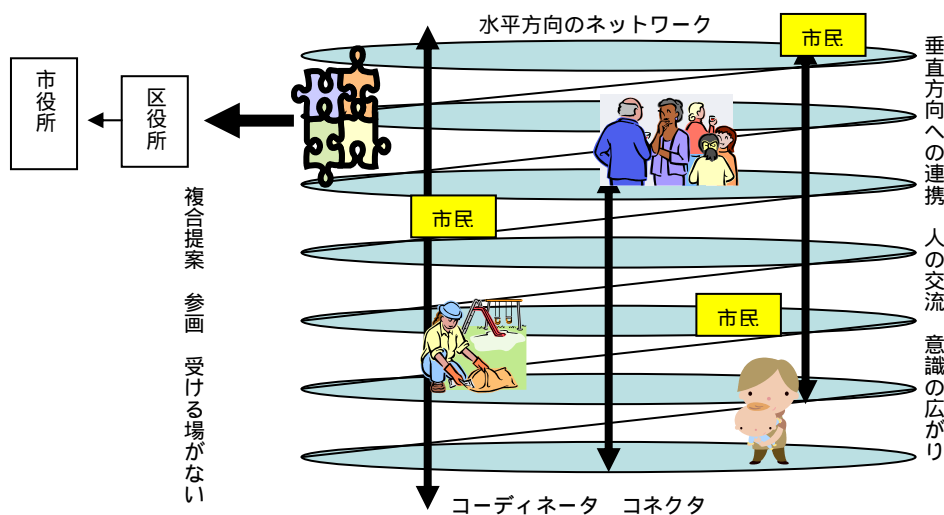 水平方向のネットワーク
市民
市役所
区役所
垂直方向への連携 人の交流 意識の広がり
複合提案 参画 受ける場がない
市民
市民
コーディネータ コネクタ